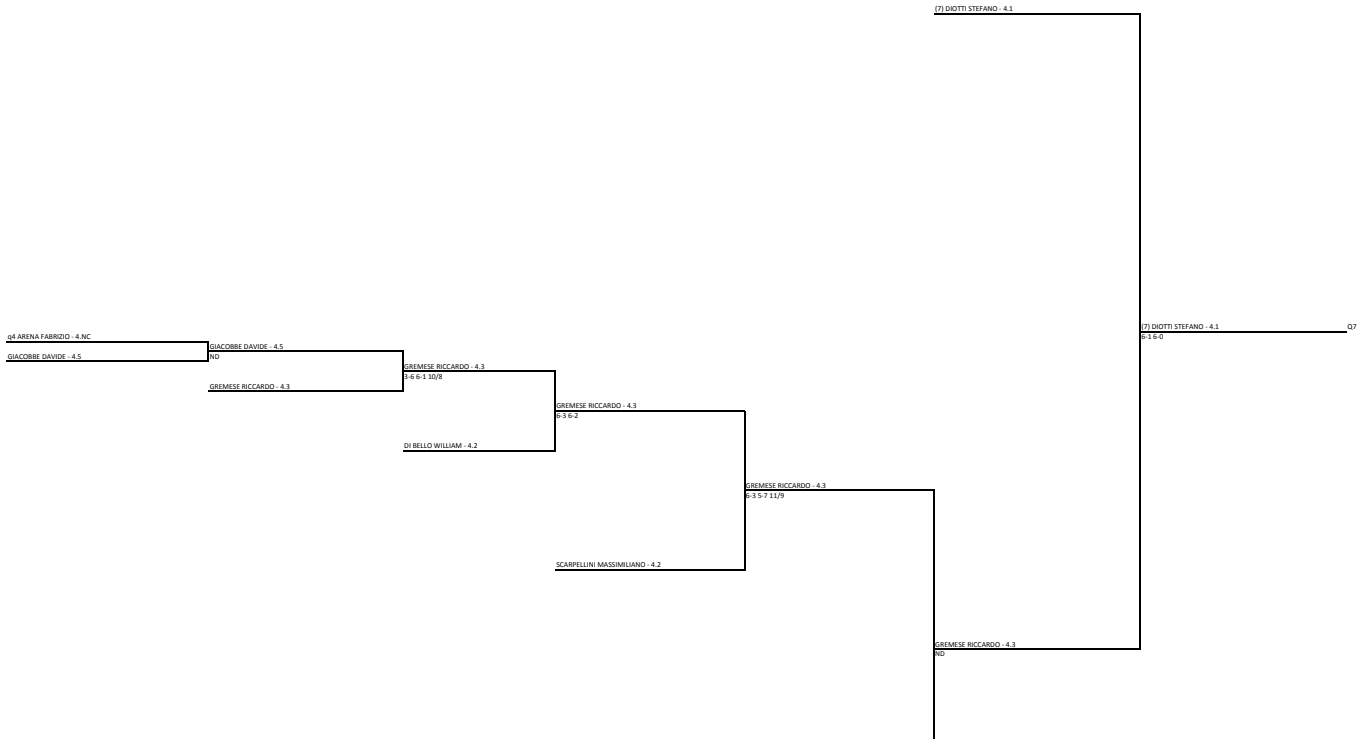 (7) DIOTTI STEFANO - 4.1
(7) DIOTTI STEFANO - 4.1
Q7
6-1 6-0
q4 ARENA FABRIZIO - 4.NC
GIACOBBE DAVIDE - 4.5
GIACOBBE DAVIDE - 4.5
ND
GREMESE RICCARDO - 4.3
3-6 6-1 10/8
GREMESE RICCARDO - 4.3
GREMESE RICCARDO - 4.3
6-3 6-2
DI BELLO WILLIAM - 4.2
GREMESE RICCARDO - 4.3
6-3 5-7 11/9
SCARPELLINI MASSIMILIANO - 4.2
GREMESE RICCARDO - 4.3
ND